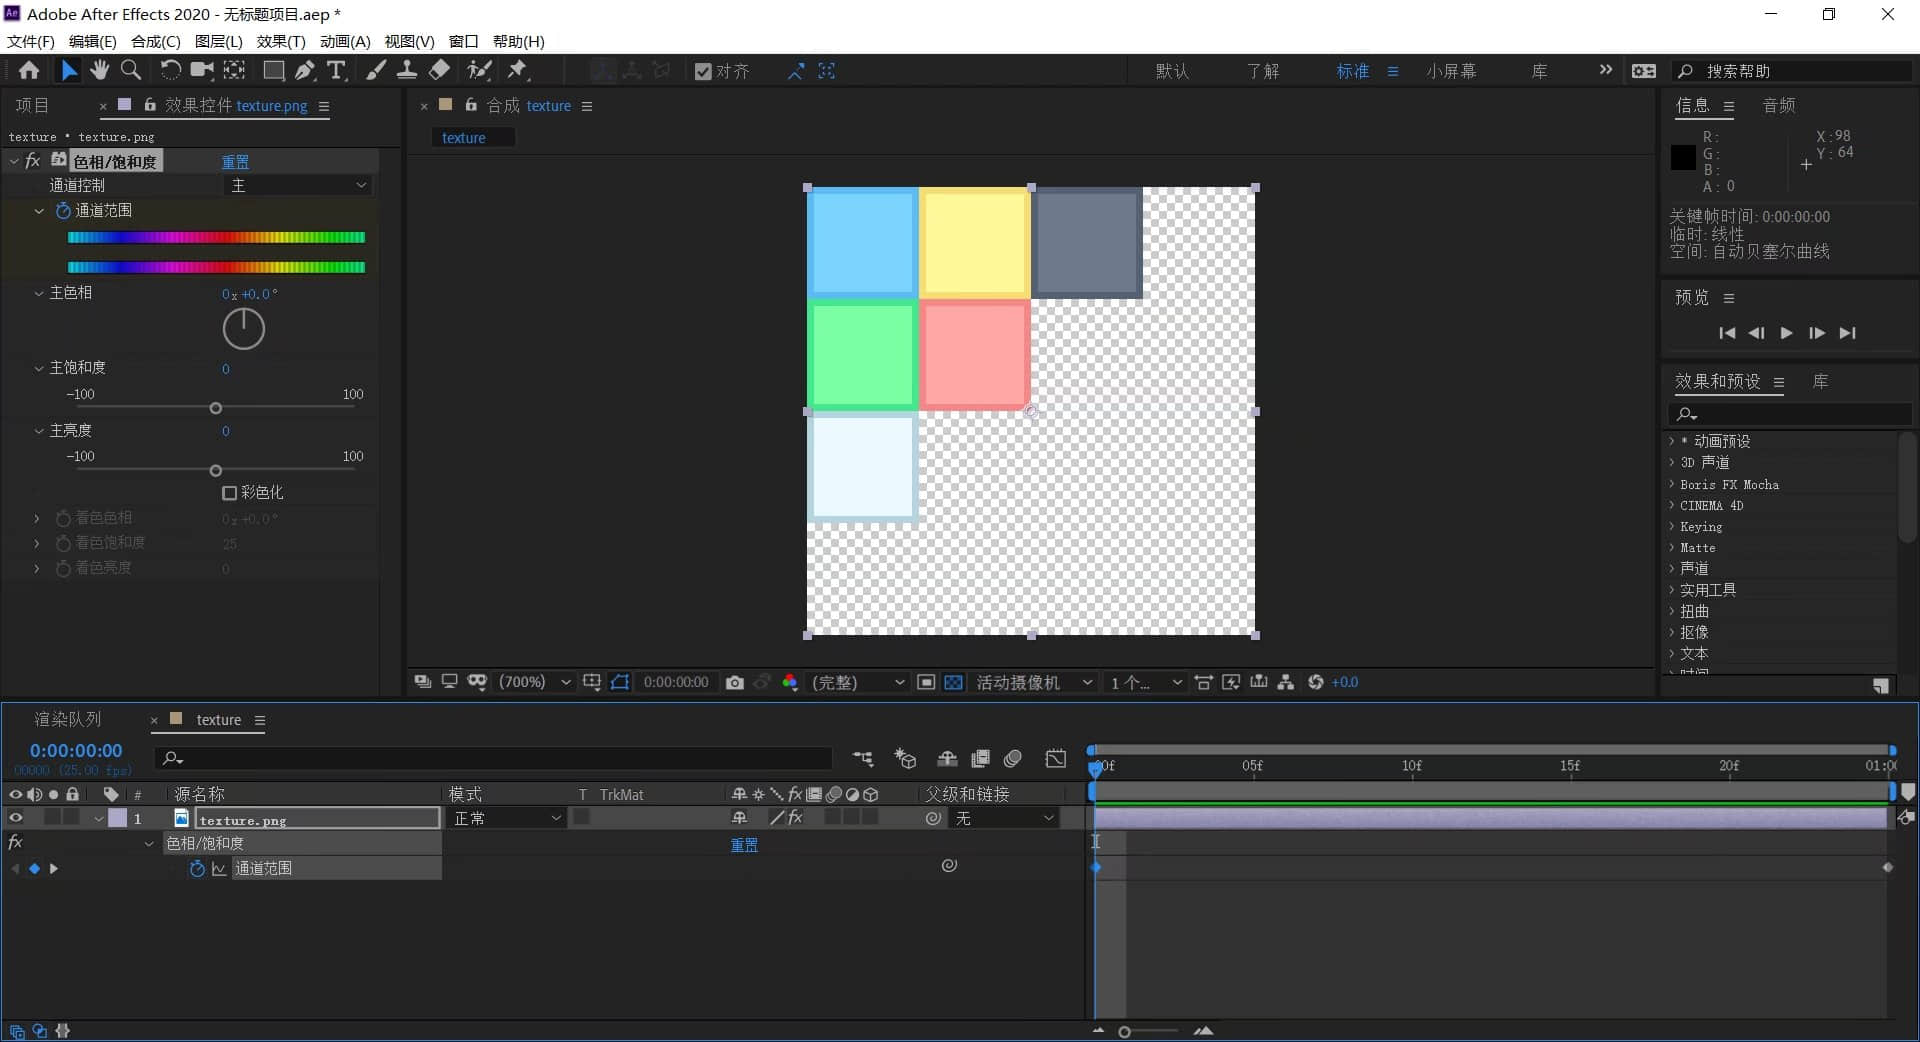 Ae Adobe After Effects 2020 - 无标题项目.aep *
文件(F) 编辑(E) 合成(C) 图层(L) 效果(T) 动画(A) 视图(V) 窗口 帮助(H)
对齐 默认 了解 标准 小屏幕 库 搜索帮助
项目 效果控件 texture.png
texture • texture.png
fx 色相/饱和度 重置
通道控制 主
通道范围
主色相 0x+0.0°
主饱和度 0
-100 100
主亮度 0
-100 100
彩色化
着色色相 0x+0.0°
着色饱和度 25
着色亮度 0
合成 texture
texture
(700%) 0:00:00:00 (完整) 活动摄像机 1 个... +0.0
信息 音频
R: X:98
G: Y: 64
B:
A: 0
关键帧时间: 0:00:00:00
临时: 线性
空间: 自动贝塞尔曲线
预览
效果和预设 库
* 动画预设
3D 声道
Boris FX Mocha
CINEMA 4D
Keying
Matte
声道
实用工具
扭曲
抠像
文本
时间
渲染队列 texture
0:00:00:00
00000 (25.00 fps)
05f 10f 15f 20f
# 源名称 模式 T TrkMat fx 父级和链接
1 texture.png 正常 fx 无
fx 色相/饱和度 重置
通道范围